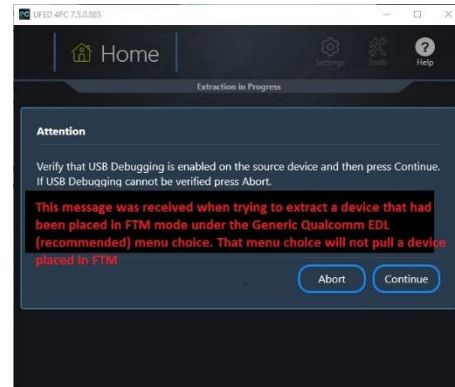 PC UFED 4PC 7.5.0.885
Home
Settings
Tools
?
Help
Extraction in Progress
Attention
Verify that USB Debugging is enabled on the source device and then press Continue.
If USB Debugging cannot be verified press Abort.
This message was received when trying to extract a device that had
been placed in FTM mode under the Generic Qualcomm EDL
(recommended) menu choice. That menu choice will not pull a device
placed in FTM
Abort
Continue